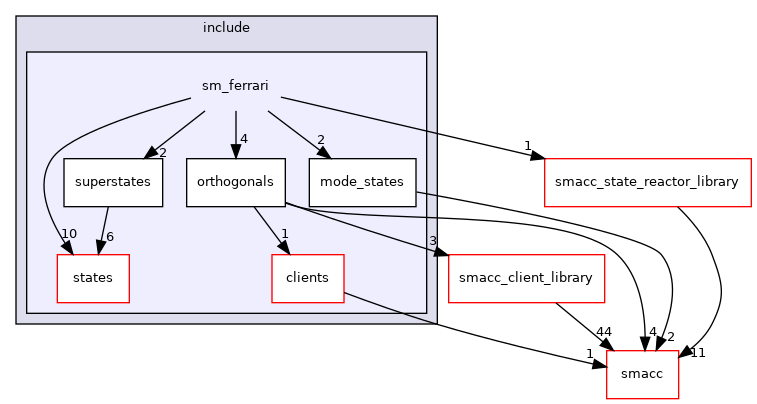 include
sm_ferrari
2
4
2
1
superstates
orthogonals
mode_states
smacc_state_reactor_library
10
6
1
3
states
clients
smacc_client_library
44
4
2
1
11
smacc